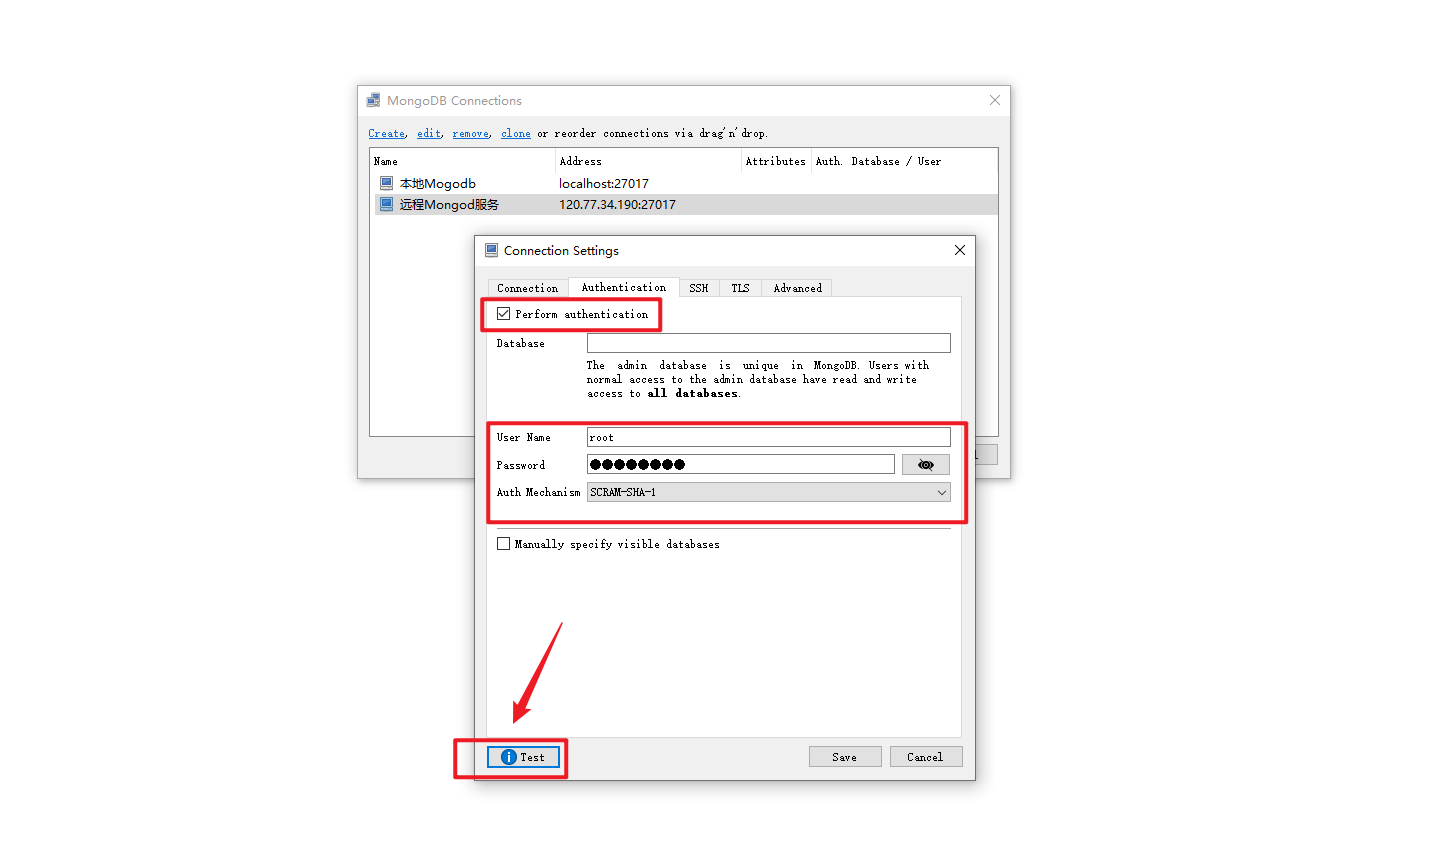 MongoDB Connections
Create, edit, remove, clone or reorder connections via drag'n'drop.
Name Address Attributes Auth. Database / User
本地Mogodb localhost:27017
远程Mongod服务 120.77.34.190:27017
Connection Settings
Connection Authentication SSH TLS Advanced
Perform authentication
Database
The admin database is unique in MongoDB. Users with
normal access to the admin database have read and write
access to all databases.
User Name root
Password
Auth Mechanism SCRAM-SHA-1
Manually specify visible databases
Test Save Cancel